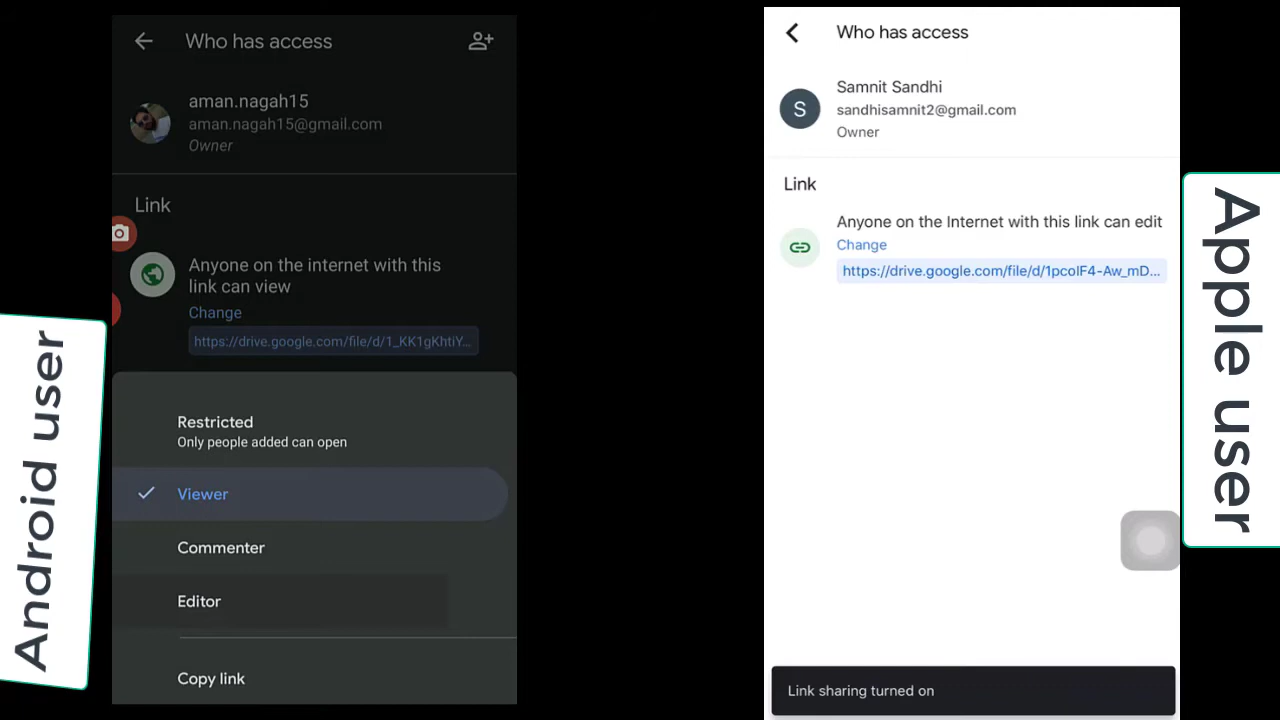 Android user
Who has access
aman.nagah15
aman.nagah15@gmail.com
Owner
Link
Anyone on the internet with this
link can view
Change
https://drive.google.com/file/d/1_KK1gKhtiY...
Restricted
Only people added can open
Viewer
Commenter
Editor
Copy link
Who has access
S
Samnit Sandhi
sandhisamnit2@gmail.com
Owner
Link
Anyone on the Internet with this link can edit
Change
https://drive.google.com/file/d/1pcoIF4-Aw_mD...
Link sharing turned on
Apple user